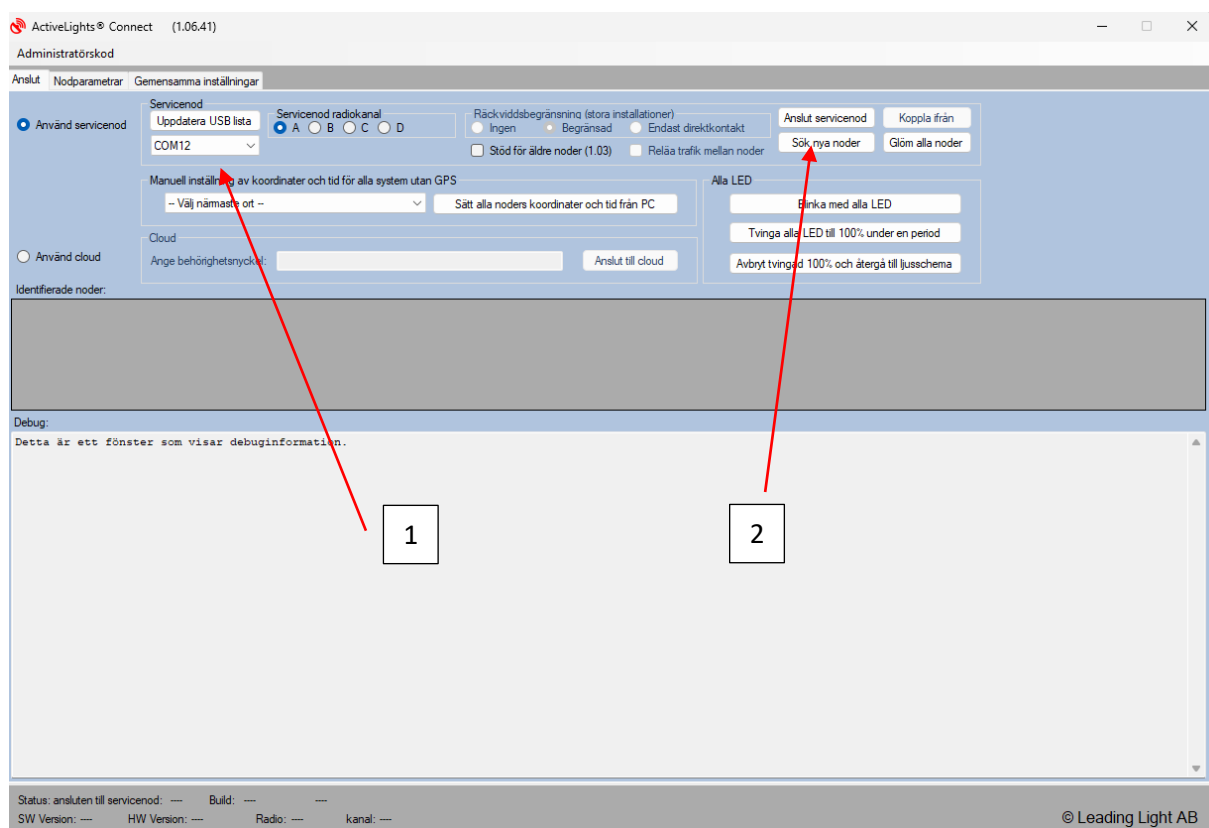 ActiveLights® Connect (1.06.41)
Administratörskod
Anslut Nodparametrar Gemensamma inställningar
Använd servicenod
Servicenod
Uppdatera USB lista
COM12
Servicenod radiokanal
A B C D
Räckviddsbegränsning (stora installationer)
Ingen Begränsad Endast direktkontakt
Stöd för äldre noder (1.03) Reläa trafik mellan noder
Anslut servicenod Koppla ifrån
Sök nya noder Glöm alla noder
Manuell inställning av koordinater och tid för alla system utan GPS
-- Välj närmaste ort -- Sätt alla noders koordinater och tid från PC
Alla LED
Blinka med alla LED
Tvinga alla LED till 100% under en period
Avbryt tvingad 100% och återgå till ljusschema
Använd cloud
Cloud
Ange behörighetsnyckel: Anslut till cloud
Identifierade noder:
Debug:
Detta är ett fönster som visar debuginformation.
1
2
Status: ansluten till servicenod: ---- Build: ---- ----
SW Version: ---- HW Version: ---- Radio: ---- kanal: ----
© Leading Light AB